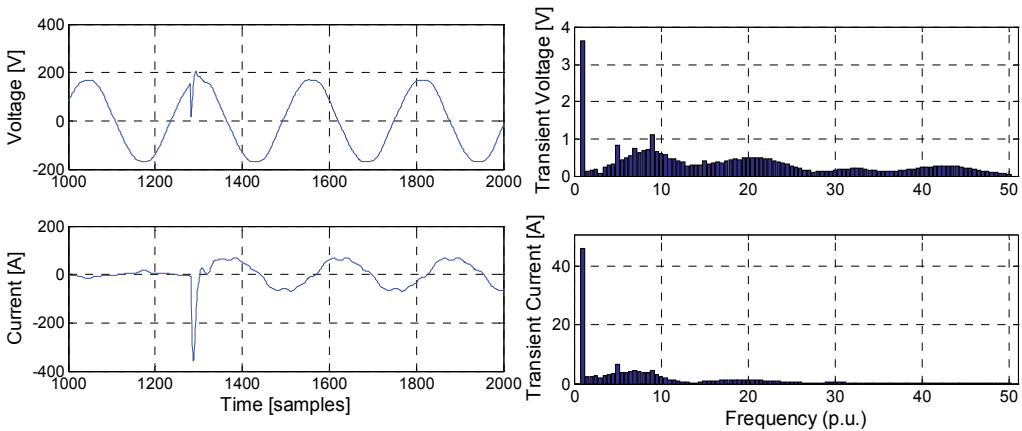 Voltage [V]
400
200
0
-200
1000 1200 1400 1600 1800 2000
Transient Voltage [V]
4
3
2
1
0
0 10 20 30 40 50
Current [A]
200
0
-200
-400
1000 1200 1400 1600 1800 2000
Time [samples]
Transient Current [A]
40
20
0
0 10 20 30 40 50
Frequency (p.u.)